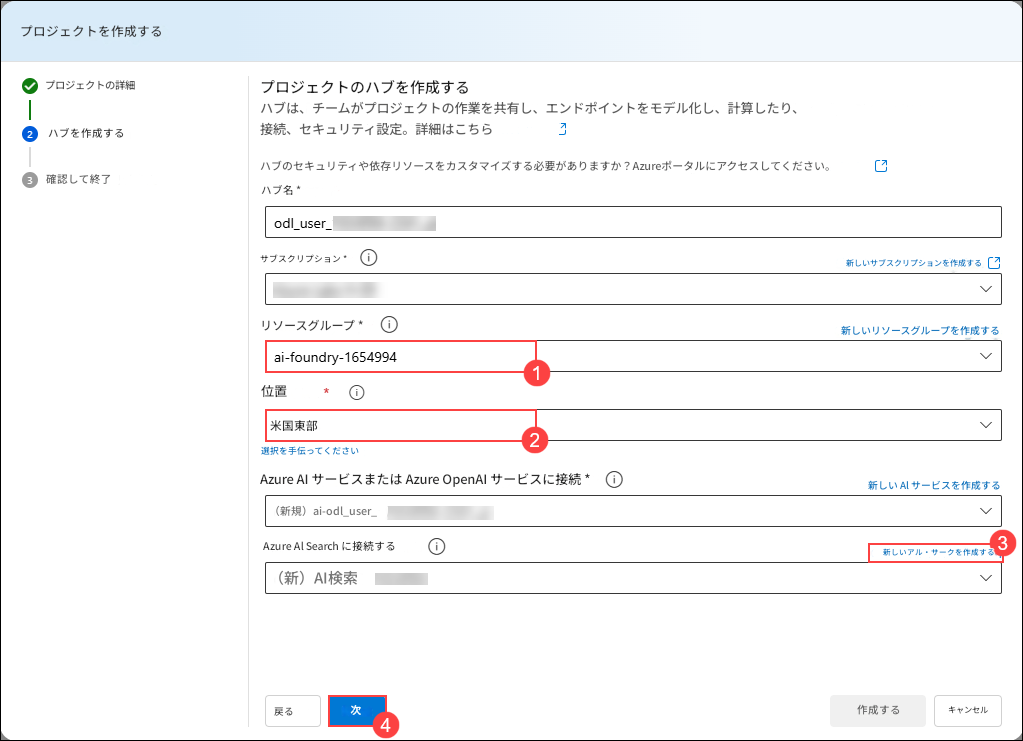 プロジェクトを作成する
プロジェクトの詳細
2 ハブを作成する
3 確認して終了
プロジェクトのハブを作成する
ハブは、チームがプロジェクトの作業を共有し、エンドポイントをモデル化し、計算したり、
接続、セキュリティ設定。詳細はこちら
ハブのセキュリティや依存リソースをカスタマイズする必要がありますか？Azureポータルにアクセスしてください。
ハブ名 *
odl_user_
サブスクリプション *
新しいサブスクリプションを作成する
リソースグループ *
新しいリソースグループを作成する
ai-foundry-1654994
1
位置 *
米国東部
2
選択を手伝ってください
Azure AI サービスまたは Azure OpenAI サービスに接続 *
新しい AI サービスを作成する
（新規）ai-odl_user_
Azure AI Search に接続する
新しいアル・サークを作成する
3
（新）AI検索
戻る
次
4
作成する
キャンセル